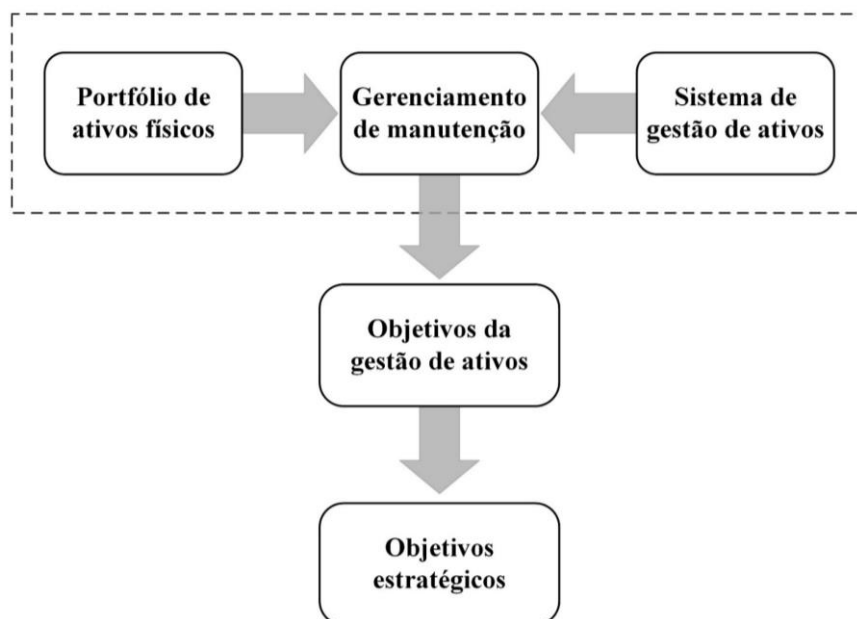 Portfólio de
ativos físicos
Gerenciamento
de manutenção
Sistema de
gestão de ativos
Objetivos da
gestão de ativos
Objetivos
estratégicos